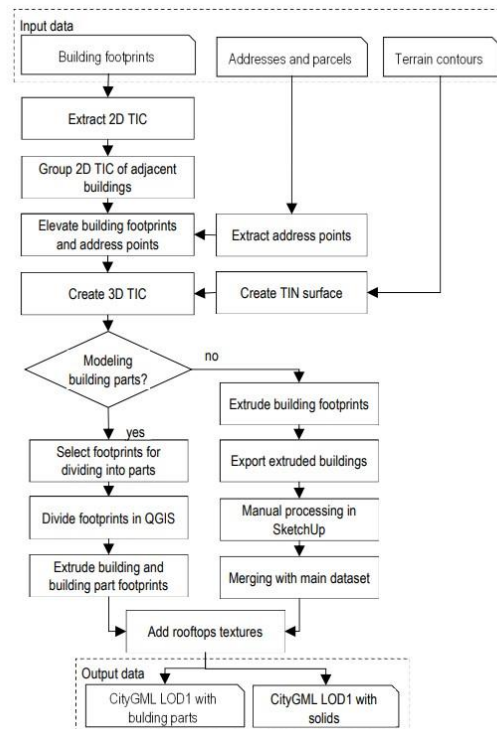 Input data
Building footprints
Addresses and parcels
Terrain contours
Extract 2D TIC
Group 2D TIC of adjacent
buildings
Elevate building footprints
and address points
Extract address points
Create 3D TIC
Create TIN surface
Modeling
building parts?
no
yes
Select footprints for
dividing into parts
Divide footprints in QGIS
Extrude building and
building part footprints
Extrude building footprints
Export extruded buildings
Manual processing in
SketchUp
Merging with main dataset
Add rooftops textures
Output data
CityGML LOD1 with
bulding parts
CityGML LOD1 with
solids